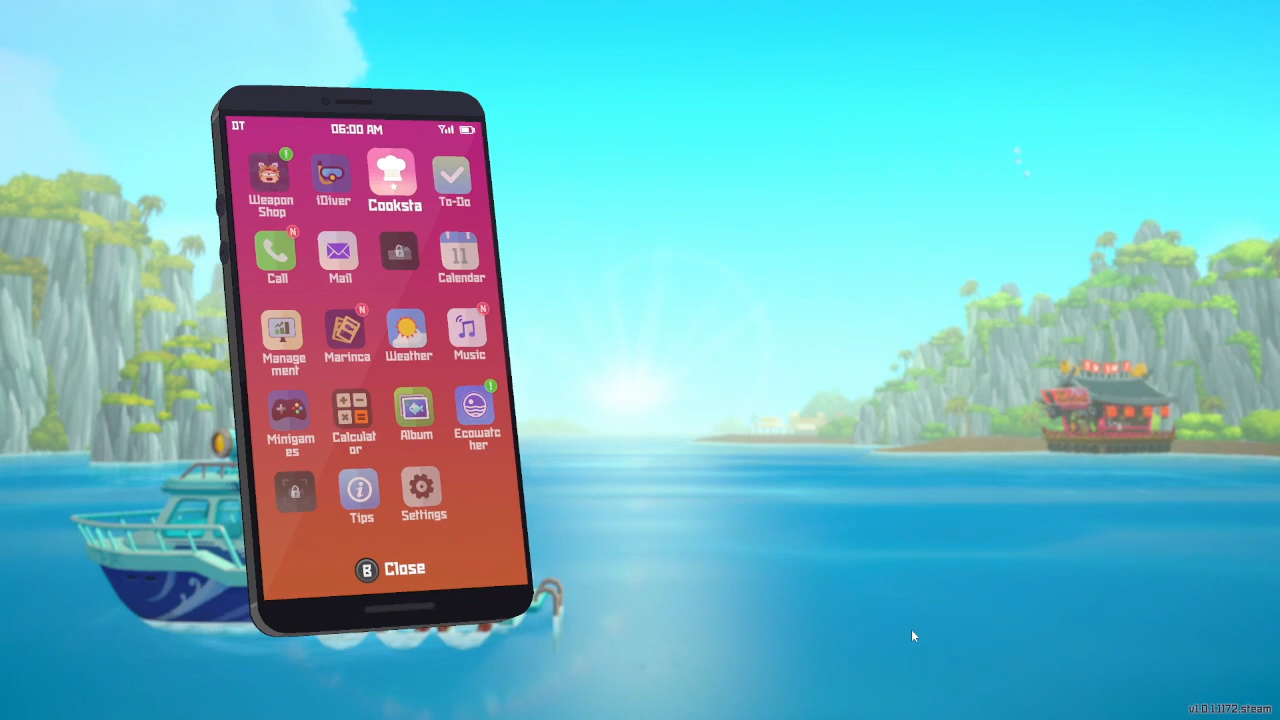 DT
06:00 AM
!
Weapon
Shop
iDiver
Cooksta
To-Do
N
Call
Mail
11
Calendar
Manage
ment
N
Marinca
Weather
N
Music
Minigam
es
Calculat
or
Album
!
Ecowatc
her
Tips
Settings
B Close
v1.0.1.1172.steam